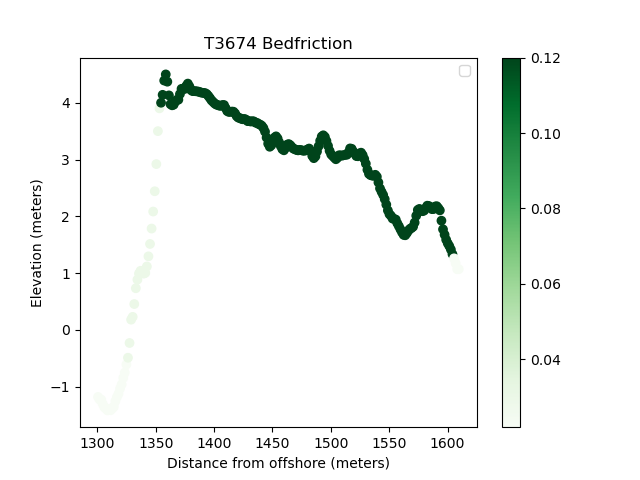 T3674 Bedfriction
4
3
2
1
0
−1
Elevation (meters)
1300 1350 1400 1450 1500 1550 1600
Distance from offshore (meters)
0.12
0.10
0.08
0.06
0.04